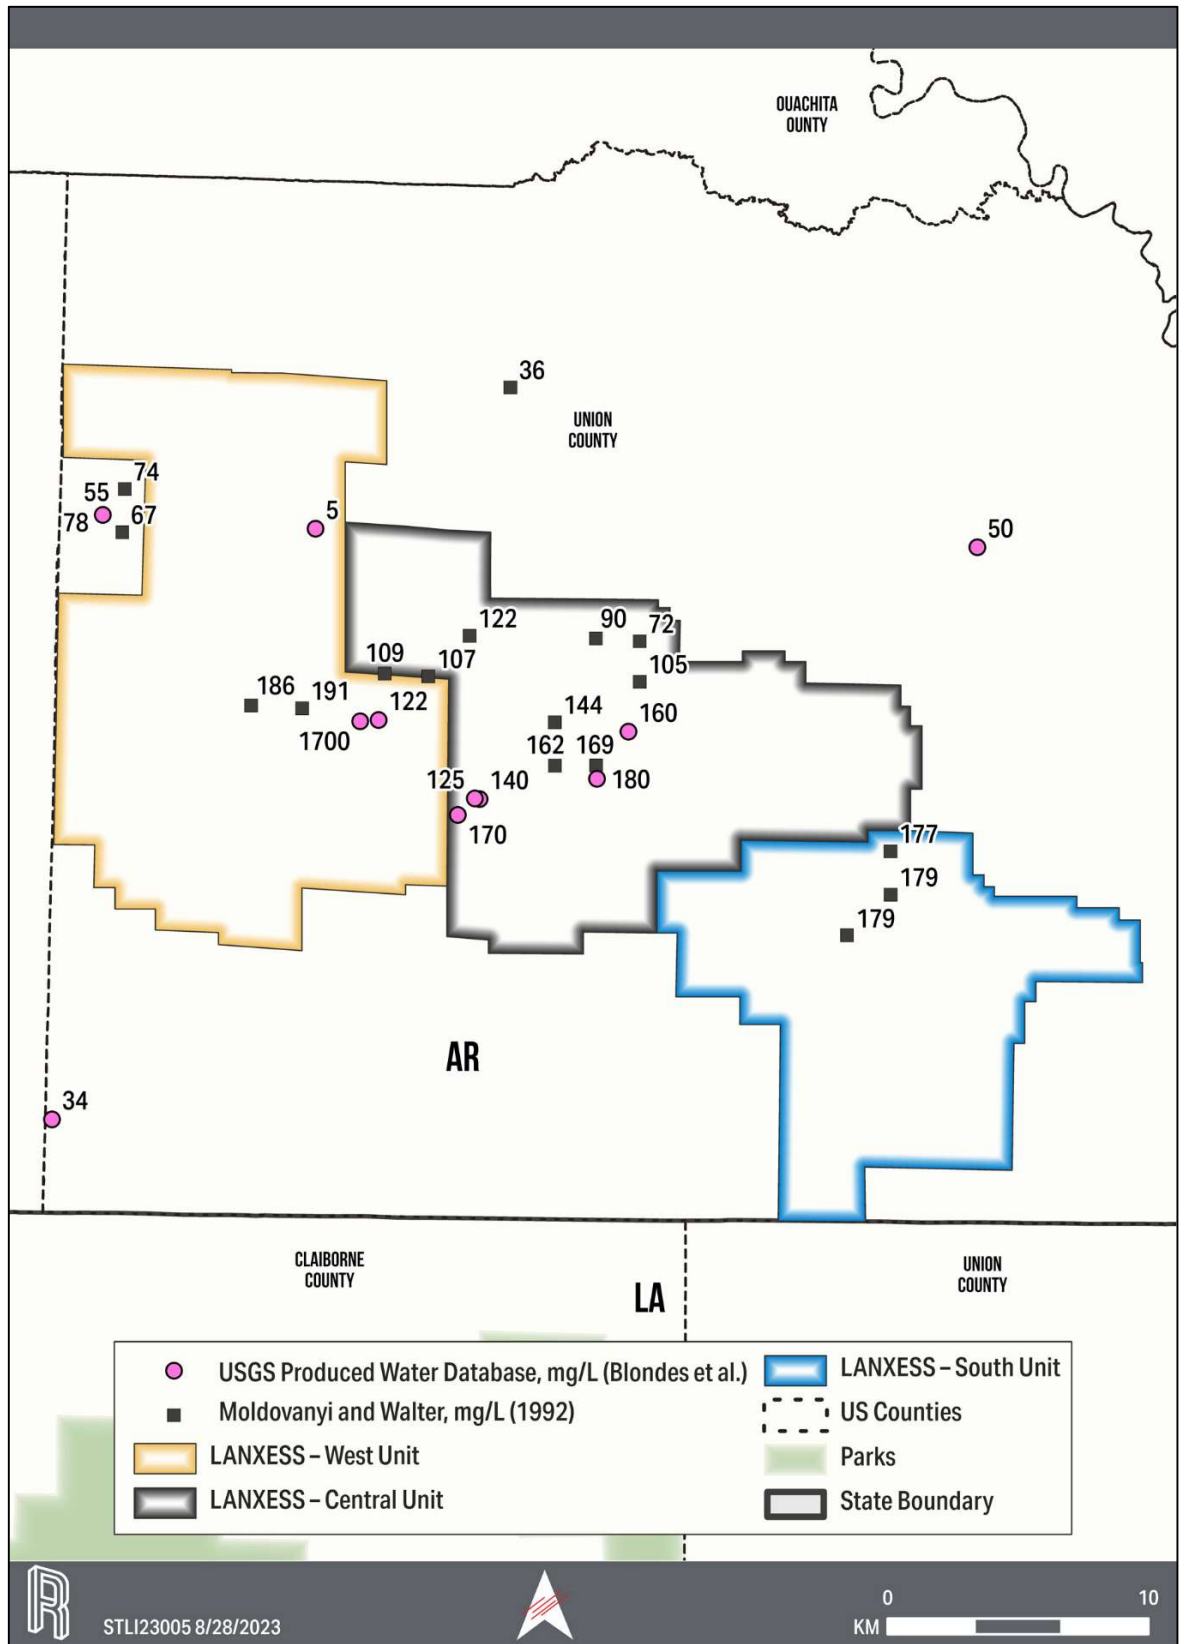 OUACHITA
OUNTY
36
UNION
COUNTY
74
55
78
67
5
50
122
90
72
109
107
105
186
191
122
1700
144
160
162
169
125
140
180
170
177
179
179
AR
34
CLAIBORNE
COUNTY
UNION
COUNTY
LA
USGS Produced Water Database, mg/L (Blondes et al.)
Moldovanyi and Walter, mg/L (1992)
LANXESS – West Unit
LANXESS – Central Unit
LANXESS – South Unit
US Counties
Parks
State Boundary
R
STLI23005 8/28/2023
0
10
KM